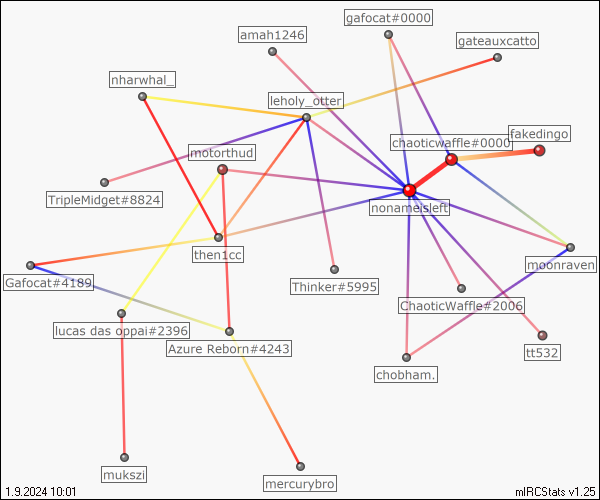 gafocat#0000
amah1246
gateauxcatto
nharwhal_
leholy_otter
fakedingo
chaoticwaffle#0000
motorthud
TripleMidget#8824
nonameisleft
then1cc
moonraven
Gafocat#4189
Thinker#5995
ChaoticWaffle#2006
lucas das oppai#2396
Azure Reborn#4243
tt532
chobham.
mukszi
mercurybro
1.9.2024 10:01
mIRCStats v1.25